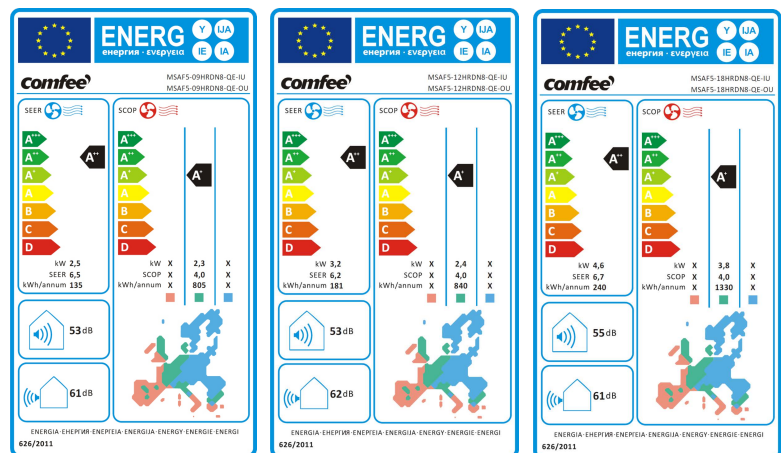 ENERG
енергия · ενεργεια
Y IJA
IE IA
comfee'
MSAF5-09HRDN8-QE-IU
MSAF5-09HRDN8-QE-OU
SEER
SCOP
A+++
A++
A+
A
B
C
D
A++
A+++
A++
A+
A
B
C
D
A+
kW 2,5
SEER 6,5
kWh/annum 135
kW X 2,3 X
SCOP X 4,0 X
kWh/annum X 805 X
53dB
61dB
ENERGIA·ЕНЕРГИЯ·ΕΝΕΡΓΕΙΑ·ENERGIJA·ENERGY·ENERGIE·ENERGI
626/2011
ENERG
енергия · ενεργεια
Y IJA
IE IA
comfee'
MSAF5-12HRDN8-QE-IU
MSAF5-12HRDN8-QE-OU
SEER
SCOP
A+++
A++
A+
A
B
C
D
A++
A+++
A++
A+
A
B
C
D
A+
kW 3,2
SEER 6,2
kWh/annum 181
kW X 2,4 X
SCOP X 4,0 X
kWh/annum X 840 X
53dB
62dB
ENERGIA·ЕНЕРГИЯ·ΕΝΕΡΓΕΙΑ·ENERGIJA·ENERGY·ENERGIE·ENERGI
626/2011
ENERG
енергия · ενεργεια
Y IJA
IE IA
comfee'
MSAF5-18HRDN8-QE-IU
MSAF5-18HRDN8-QE-OU
SEER
SCOP
A+++
A++
A+
A
B
C
D
A++
A+++
A++
A+
A
B
C
D
A+
kW 4,6
SEER 6,7
kWh/annum 240
kW X 3,8 X
SCOP X 4,0 X
kWh/annum X 1330 X
55dB
61dB
ENERGIA·ЕНЕРГИЯ·ΕΝΕΡΓΕΙΑ·ENERGIJA·ENERGY·ENERGIE·ENERGI
626/2011